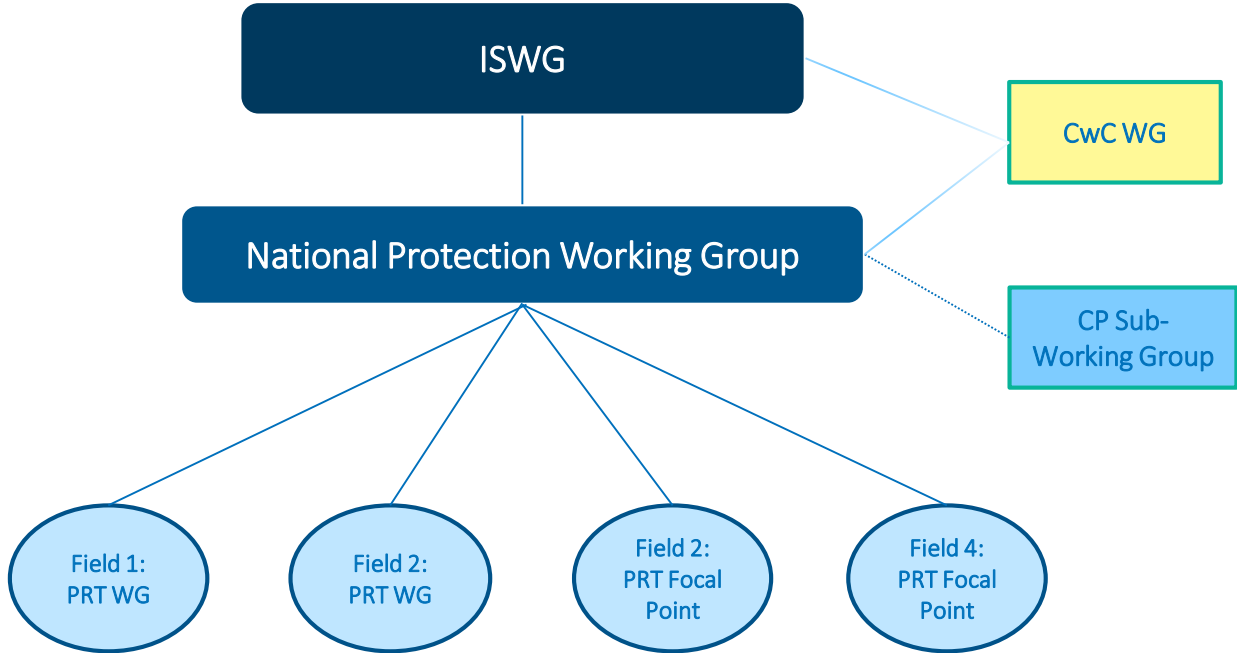 ISWG
CwC WG
National Protection Working Group
CP Sub-
Working Group
Field 1:
PRT WG
Field 2:
PRT WG
Field 2:
PRT Focal
Point
Field 4:
PRT Focal
Point